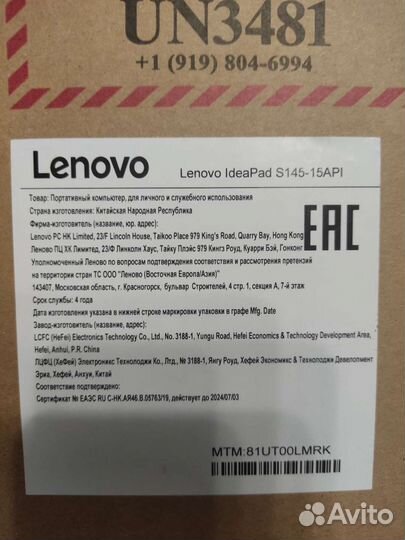 UN3481
+1 (919) 804-6994
Lenovo
Lenovo IdeaPad S145-15API
Товар: Портативный компьютер, для личного и служебного использования
Страна изготовления: Китайская Народная Республика
Фирма-изготовитель (название, юр. адрес):
Lenovo PC HK Limited, 23/F Lincoln House, Taikoo Place 979 King's Road, Quarry Bay, Hong Kong
Леново ПЦ ХК Лимитед, 23/Ф Линколн Хаус, Тайку Плэйс 979 Кингз Роуд, Куарри Бэй, Гонконг
EAC
Уполномоченный Леново по вопросам подтверждения соответствия и рассмотрения претензий
на территории стран ТС ООО "Леново (Восточная Европа/Азия)"
143407, Московская область, г. Красногорск, бульвар Строителей, 4 стр. 1, секция А, 7-й этаж
Срок службы: 4 года
Дата изготовления указана в нижней строке маркировки упаковки в графе Mfg. Date
Завод-изготовитель (название, адрес):
LCFC (HeFei) Electronics Technology Co., Ltd., No. 3188-1, Yungu Road, Hefei Economics & Technology Development Area,
Hefei, Anhui, P.R. China
ЛЦФЦ (ХеФей) Электроникс Технолоджи Ко., Лтд., № 3188-1, Янгу Роуд, Хефей Экономикс & Технолоджи Девелопмент
Эриа, Хефей, Анхуи, Китай
Соответствие подтверждено:
Сертификат № ЕАЭС RU С-HK.АЯ46.В.05763/19, действует до 2024/07/03
MTM:81UT00LMRK
Avito